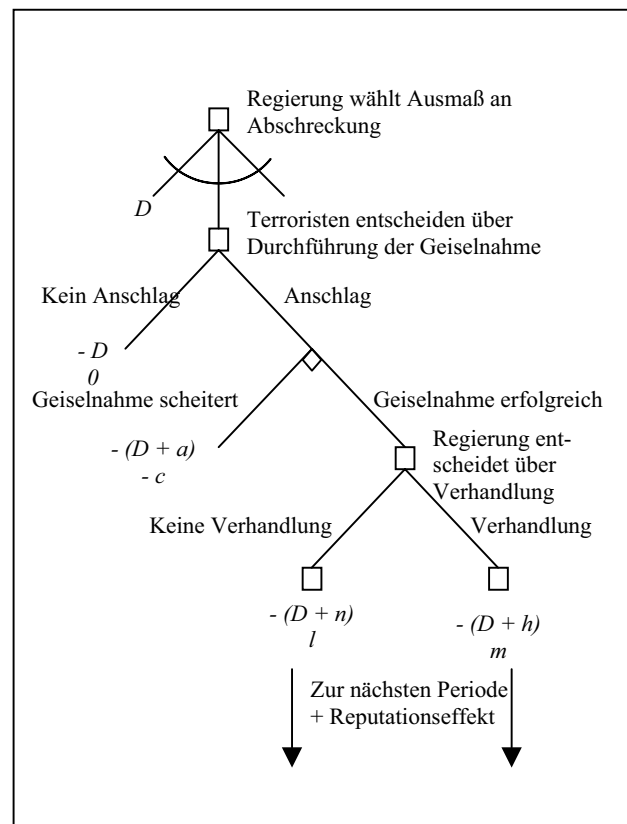 Regierung wählt Ausmaß an
Abschreckung
D
Terroristen entscheiden über
Durchführung der Geiselnahme
Kein Anschlag
Anschlag
- D
0
Geiselnahme scheitert
Geiselnahme erfolgreich
- (D + a)
- c
Regierung ent-
scheidet über
Verhandlung
Keine Verhandlung
Verhandlung
- (D + n)
l
- (D + h)
m
Zur nächsten Periode
+ Reputationseffekt